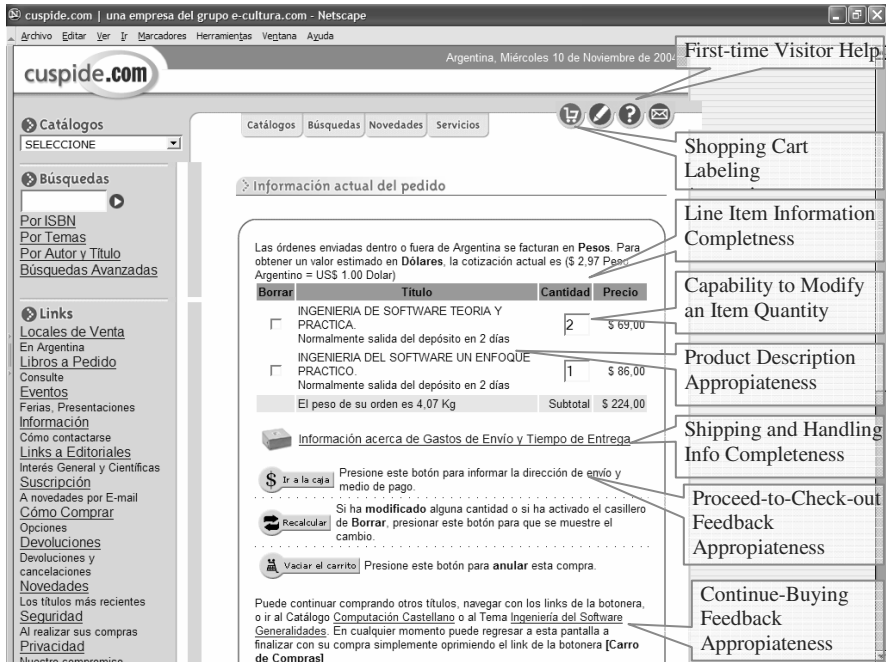 cuspide.com | una empresa del grupo e-cultura.com - Netscape
Archivo Editar Ver Ir Marcadores Herramientas Ventana Ayuda
cuspide.com
Argentina, Miércoles 10 de Noviembre de 2004
First-time Visitor Help
Catálogos
SELECCIONE
Catálogos Búsquedas Novedades Servicios
Shopping Cart
Labeling
Búsquedas
Por ISBN
Por Temas
Por Autor y Título
Búsquedas Avanzadas
Links
Locales de Venta
En Argentina
Libros a Pedido
Consulte
Eventos
Ferias, Presentaciones
Información
Cómo contactarse
Links a Editoriales
Interés General y Científicas
Suscripción
A novedades por E-mail
Cómo Comprar
Opciones
Devoluciones
Devoluciones y
cancelaciones
Novedades
Los títulos más recientes
Seguridad
Al realizar sus compras
Privacidad
Nuestro compromiso
Información actual del pedido
Las órdenes enviadas dentro o fuera de Argentina se facturan en Pesos. Para
obtener un valor estimado en Dólares, la cotización actual es ($ 2,97 Peso
Argentino = US$ 1.00 Dolar)
Borrar Título Cantidad Precio
INGENIERIA DE SOFTWARE TEORIA Y
PRACTICA.
Normalmente salida del depósito en 2 días
2 $ 69,00
INGENIERIA DEL SOFTWARE UN ENFOQUE
PRACTICO.
Normalmente salida del depósito en 2 días
1 $ 86,00
El peso de su orden es 4,07 Kg Subtotal $ 224,00
Información acerca de Gastos de Envío y Tiempo de Entrega
$ Ir a la caja
Presione este botón para informar la dirección de envío y
medio de pago.
Recalcular
Si ha modificado alguna cantidad o si ha activado el casillero
de Borrar, presionar este botón para que se muestre el
cambio.
Vaciar el carrito Presione este botón para anular esta compra.
Puede continuar comprando otros títulos, navegar con los links de la botonera,
o ir al Catálogo Computación Castellano o al Tema Ingeniería del Software
Generalidades. En cualquier momento puede regresar a esta pantalla a
finalizar con su compra simplemente oprimiendo el link de la botonera [Carro
de Compras]
Line Item Information
Completness
Capability to Modify
an Item Quantity
Product Description
Appropiateness
Shipping and Handling
Info Completeness
Proceed-to-Check-out
Feedback
Appropiateness
Continue-Buying
Feedback
Appropiateness